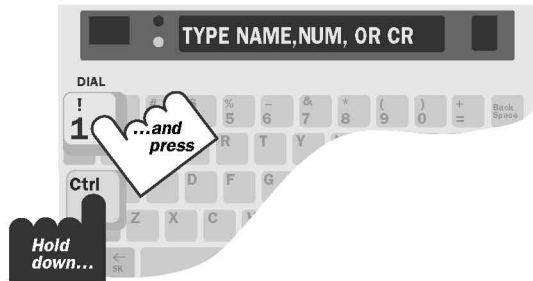 TYPE NAME,NUM, OR CR
DIAL
! % – & * ( ) + Back Space
1 5 6 7 8 9 0 =
...and press
R T Y
Ctrl D F G
Z X C
Hold down...
← SK